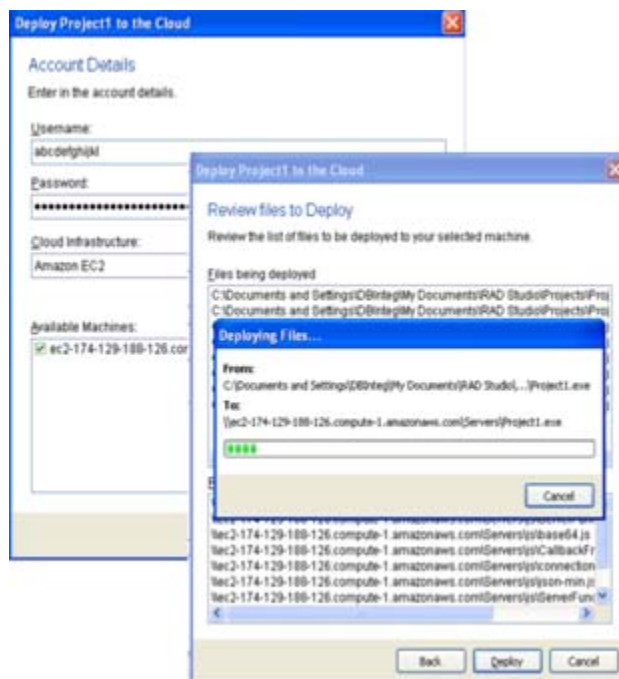 Deploy Project1 to the Cloud
Account Details
Enter in the account details.
Username:
abcdefghijkl
Password:
Cloud Infrastructure:
Amazon EC2
Available Machines:
ec2-174-129-188-126.con
Deploy Project1 to the Cloud
Review files to Deploy
Review the list of files to be deployed to your selected machine.
Files being deployed
C:\Documents and Settings\DBInteg\My Documents\RAD Studio\Projects\Proj
C:\Documents and Settings\DBInteg\My Documents\RAD Studio\Projects\Proj
Deploying Files...
From:
C:\Documents and Settings\DBInteg\My Documents\RAD Studio\,...\Project1.exe
To:
\\ec2-174-129-188-126.compute-1.amazonaws.com\Servers\Project1.exe
Cancel
\\ec2-174-129-188-126.compute-1.amazonaws.com\Servers\js\base64.js
\\ec2-174-129-188-126.compute-1.amazonaws.com\Servers\js\CallbackFr
\\ec2-174-129-188-126.compute-1.amazonaws.com\Servers\js\connection
\\ec2-174-129-188-126.compute-1.amazonaws.com\Servers\js\json-min.js
\\ec2-174-129-188-126.compute-1.amazonaws.com\Servers\js\ServerFunc
Back Deploy Cancel